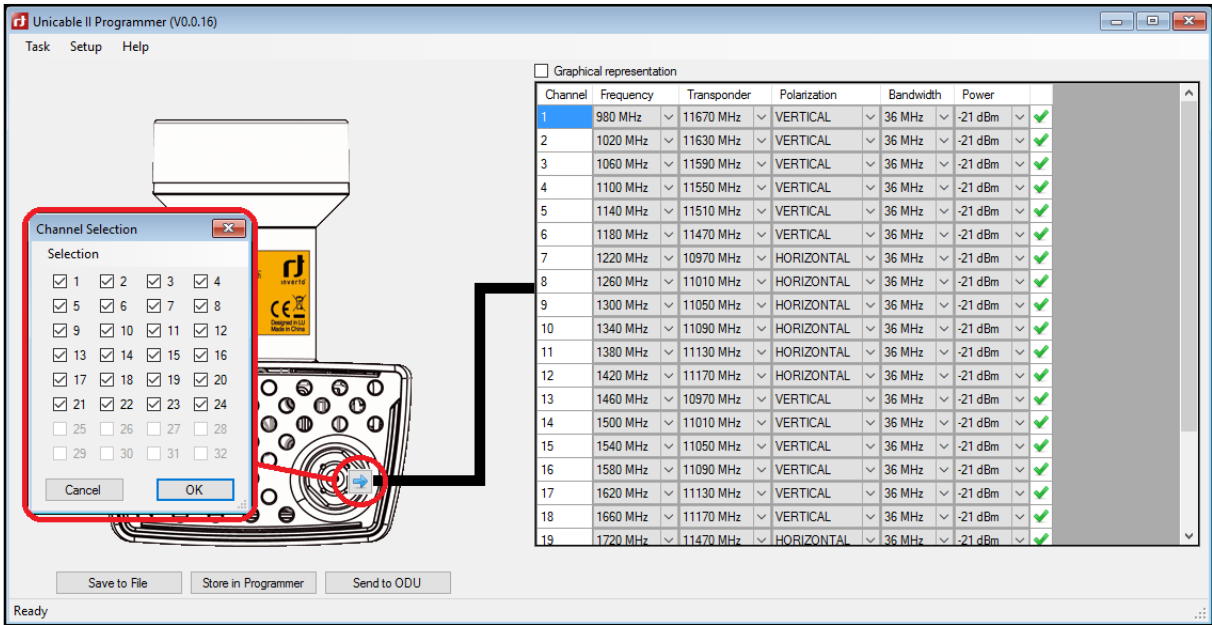 Unicable II Programmer (V0.0.16)
Task Setup Help
Graphical representation
Channel Frequency Transponder Polarization Bandwidth Power
1 980 MHz 11670 MHz VERTICAL 36 MHz -21 dBm
2 1020 MHz 11630 MHz VERTICAL 36 MHz -21 dBm
3 1060 MHz 11590 MHz VERTICAL 36 MHz -21 dBm
4 1100 MHz 11550 MHz VERTICAL 36 MHz -21 dBm
5 1140 MHz 11510 MHz VERTICAL 36 MHz -21 dBm
6 1180 MHz 11470 MHz VERTICAL 36 MHz -21 dBm
7 1220 MHz 10970 MHz HORIZONTAL 36 MHz -21 dBm
8 1260 MHz 11010 MHz HORIZONTAL 36 MHz -21 dBm
9 1300 MHz 11050 MHz HORIZONTAL 36 MHz -21 dBm
10 1340 MHz 11090 MHz HORIZONTAL 36 MHz -21 dBm
11 1380 MHz 11130 MHz HORIZONTAL 36 MHz -21 dBm
12 1420 MHz 11170 MHz HORIZONTAL 36 MHz -21 dBm
13 1460 MHz 10970 MHz VERTICAL 36 MHz -21 dBm
14 1500 MHz 11010 MHz VERTICAL 36 MHz -21 dBm
15 1540 MHz 11050 MHz VERTICAL 36 MHz -21 dBm
16 1580 MHz 11090 MHz VERTICAL 36 MHz -21 dBm
17 1620 MHz 11130 MHz VERTICAL 36 MHz -21 dBm
18 1660 MHz 11170 MHz VERTICAL 36 MHz -21 dBm
19 1720 MHz 11470 MHz HORIZONTAL 36 MHz -21 dBm
Channel Selection
Selection
1 2 3 4
5 6 7 8
9 10 11 12
13 14 15 16
17 18 19 20
21 22 23 24
25 26 27 28
29 30 31 32
Cancel OK
inverto
CE
Designed in LU
Made in China
Save to File Store in Programmer Send to ODU
Ready